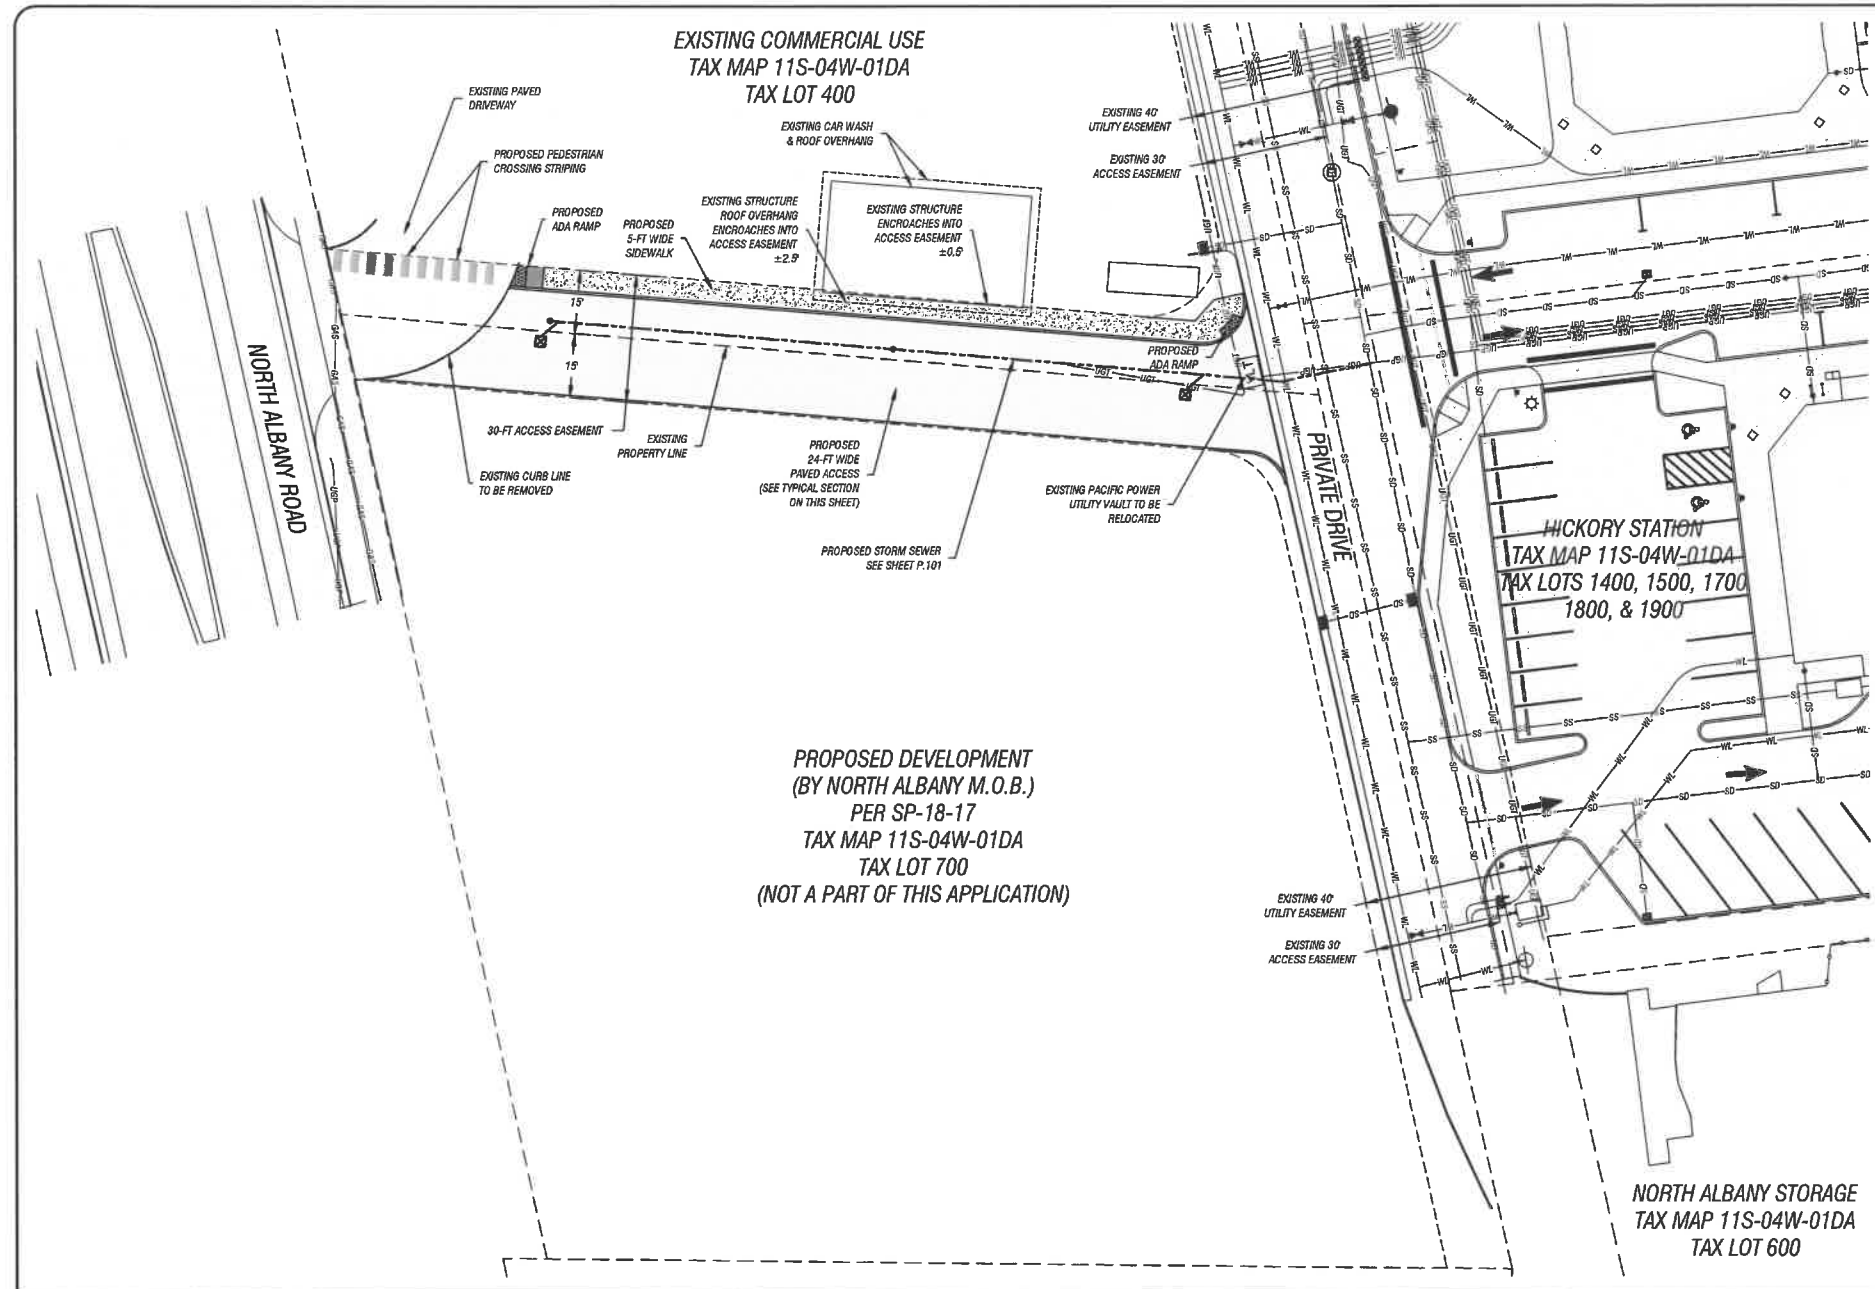 EXISTING COMMERCIAL USE
TAX MAP 11S-04W-01DA
TAX LOT 400
EXISTING PAVED
DRIVEWAY
PROPOSED PEDESTRIAN
CROSSING STRIPING
PROPOSED
ADA RAMP
PROPOSED
5-FT WIDE
SIDEWALK
EXISTING STRUCTURE
ROOF OVERHANG
ENCROACHES INTO
ACCESS EASEMENT
±2.5'
EXISTING CAR WASH
& ROOF OVERHANG
EXISTING STRUCTURE
ENCROACHES INTO
ACCESS EASEMENT
±0.5'
EXISTING 40'
UTILITY EASEMENT
EXISTING 30'
ACCESS EASEMENT
15'
15'
PROPOSED
ADA RAMP
NORTH ALBANY ROAD
30-FT ACCESS EASEMENT
EXISTING
PROPERTY LINE
EXISTING CURB LINE
TO BE REMOVED
PROPOSED
24-FT WIDE
PAVED ACCESS
(SEE TYPICAL SECTION
ON THIS SHEET)
EXISTING PACIFIC POWER
UTILITY VAULT TO BE
RELOCATED
PROPOSED STORM SEWER
SEE SHEET P.101
PRIVATE DRIVE
HICKORY STATION
TAX MAP 11S-04W-01DA
TAX LOTS 1400, 1500, 1700
1800, & 1900
PROPOSED DEVELOPMENT
(BY NORTH ALBANY M.O.B.)
PER SP-18-17
TAX MAP 11S-04W-01DA
TAX LOT 700
(NOT A PART OF THIS APPLICATION)
EXISTING 40'
UTILITY EASEMENT
EXISTING 30'
ACCESS EASEMENT
NORTH ALBANY STORAGE
TAX MAP 11S-04W-01DA
TAX LOT 600